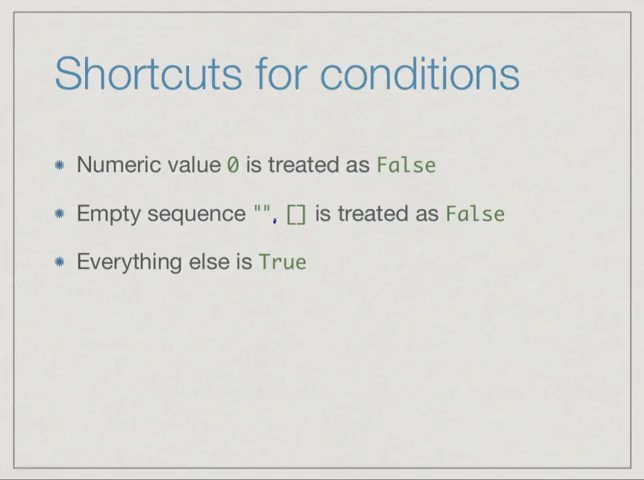 Shortcuts for conditions
Numeric value 0 is treated as False
Empty sequence "", [] is treated as False
Everything else is True